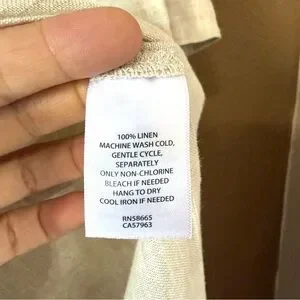 100% LINEN
MACHINE WASH COLD,
GENTLE CYCLE,
SEPARATELY
ONLY NON-CHLORINE
BLEACH IF NEEDED
HANG TO DRY
COOL IRON IF NEEDED
RN58665
CA57963